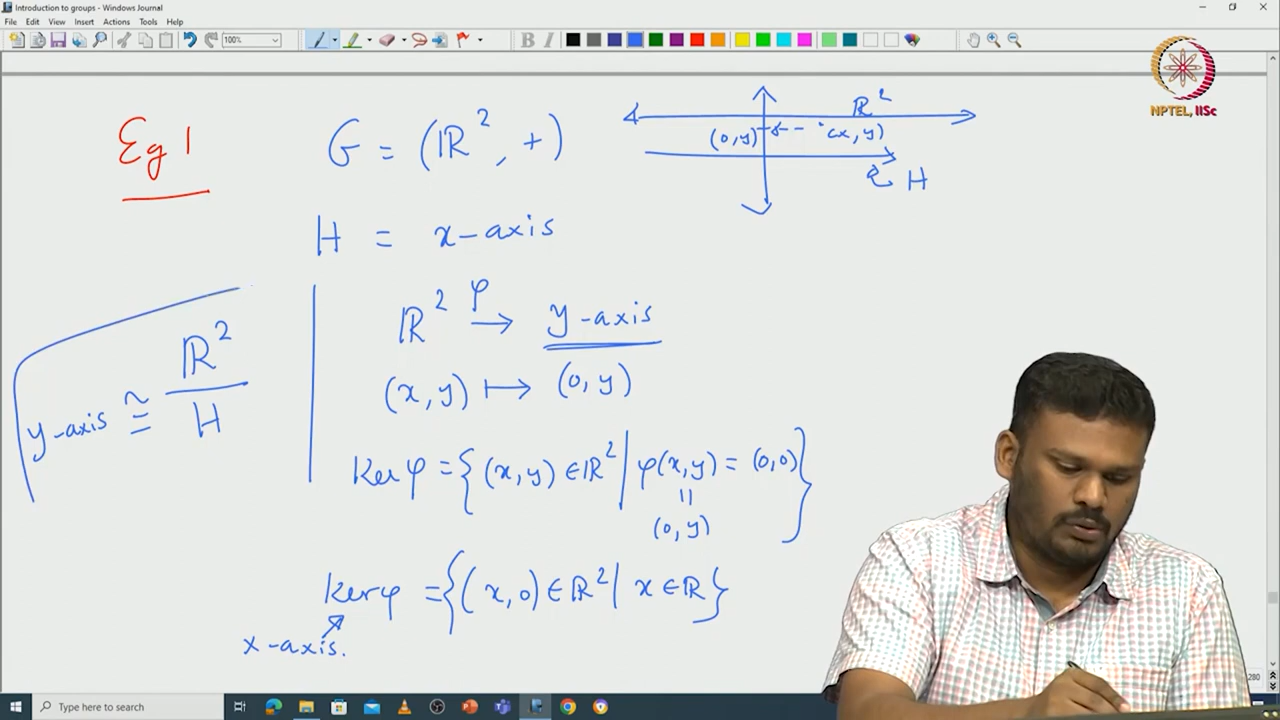 Introduction to groups - Windows Journal
File Edit View Insert Actions Tools Help
100%
B I
NPTEL, IISc
Eg 1
G = (ℝ², +)
ℝ²
(0,y) (x,y)
H
H = x-axis
ℝ² φ→ y-axis
(x,y) ↦ (0,y)
y-axis ≅ ℝ²/H
Ker φ = {(x,y) ∈ ℝ² | φ(x,y) = (0,0)}
||
(0,y)
Ker φ = {(x,0) ∈ ℝ² | x ∈ ℝ}
x-axis.
280
Type here to search